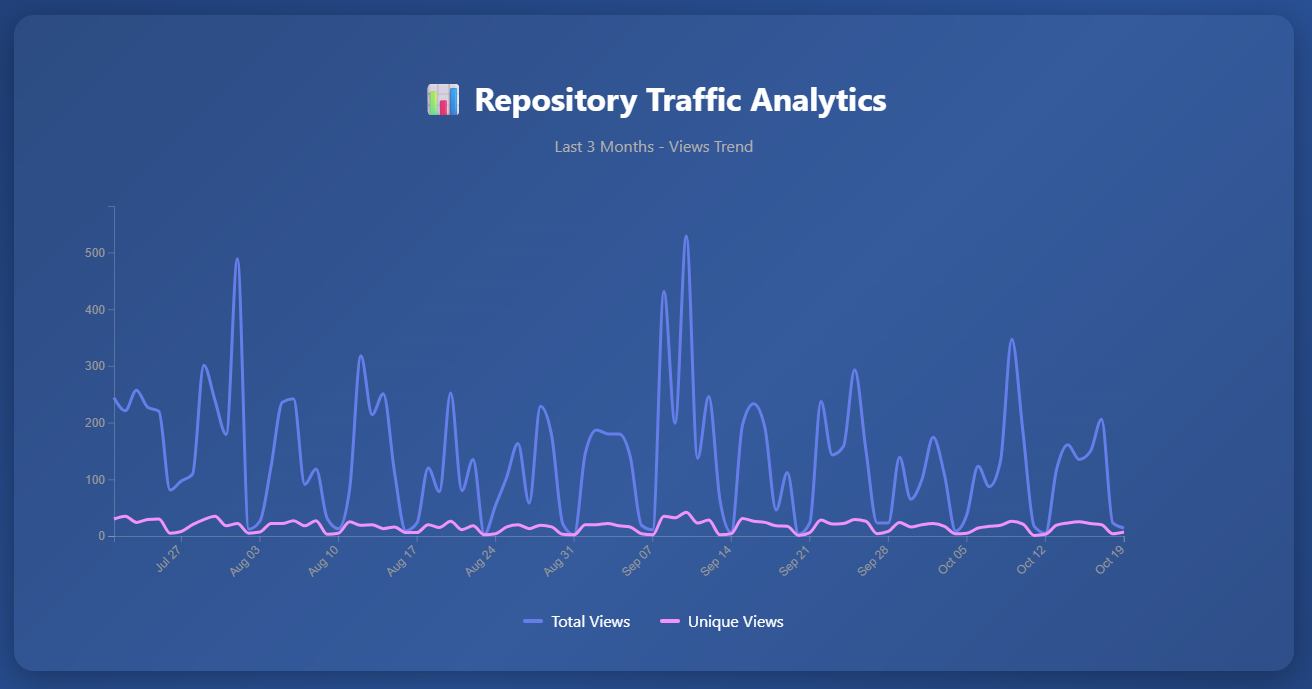 📊 Repository Traffic Analytics
Last 3 Months - Views Trend
500
400
300
200
100
0
Jul 27
Aug 03
Aug 10
Aug 17
Aug 24
Aug 31
Sep 07
Sep 14
Sep 21
Sep 28
Oct 05
Oct 12
Oct 19
Total Views
Unique Views